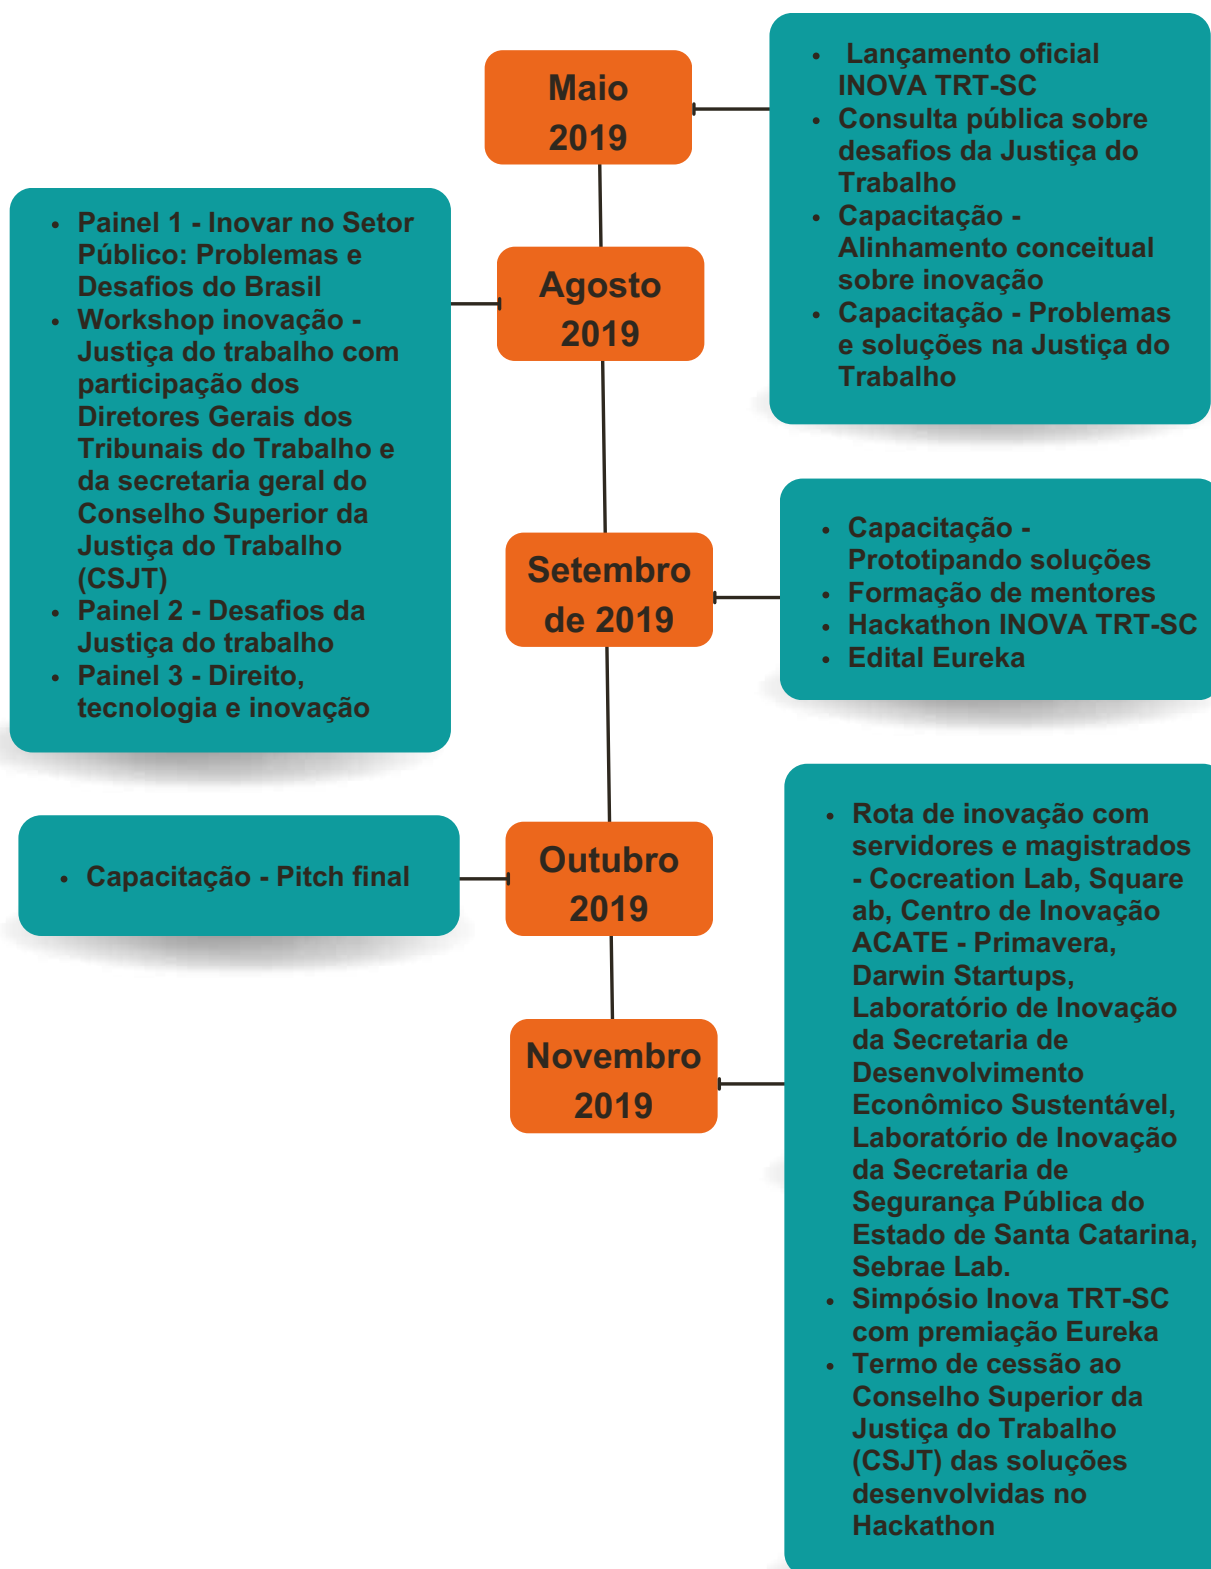 Maio
2019
Lançamento oficial
INOVA TRT-SC
Consulta pública sobre
desafios da Justiça do
Trabalho
Capacitação -
Alinhamento conceitual
sobre inovação
Capacitação - Problemas
e soluções na Justiça do
Trabalho
Agosto
2019
Painel 1 - Inovar no Setor
Público: Problemas e
Desafios do Brasil
Workshop inovação -
Justiça do trabalho com
participação dos
Diretores Gerais dos
Tribunais do Trabalho e
da secretaria geral do
Conselho Superior da
Justiça do Trabalho
(CSJT)
Painel 2 - Desafios da
Justiça do trabalho
Painel 3 - Direito,
tecnologia e inovação
Setembro
de 2019
Capacitação -
Prototipando soluções
Formação de mentores
Hackathon INOVA TRT-SC
Edital Eureka
Outubro
2019
Capacitação - Pitch final
Novembro
2019
Rota de inovação com
servidores e magistrados
- Cocreation Lab, Square
ab, Centro de Inovação
ACATE - Primavera,
Darwin Startups,
Laboratório de Inovação
da Secretaria de
Desenvolvimento
Econômico Sustentável,
Laboratório de Inovação
da Secretaria de
Segurança Pública do
Estado de Santa Catarina,
Sebrae Lab.
Simpósio Inova TRT-SC
com premiação Eureka
Termo de cessão ao
Conselho Superior da
Justiça do Trabalho
(CSJT) das soluções
desenvolvidas no
Hackathon